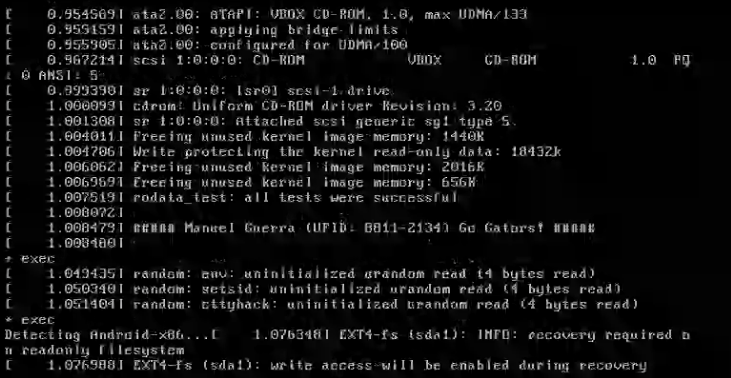 [    0.954509] ata2.00: ATAPI: VBOX CD-ROM, 1.0, max UDMA/133
[    0.955159] ata2.00: applying bridge limits
[    0.955905] ata2.00: configured for UDMA/100
[    0.967214] scsi 1:0:0:0: CD-ROM            VBOX     CD-ROM           1.0  PQ
: 0 ANSI: 5
[    0.999398] sr 1:0:0:0: [sr0] scsi-1 drive
[    1.000099] cdrom: Uniform CD-ROM driver Revision: 3.20
[    1.001308] sr 1:0:0:0: Attached scsi generic sg1 type 5
[    1.004011] Freeing unused kernel image memory: 1440K
[    1.004706] Write protecting the kernel read-only data: 18432k
[    1.006062] Freeing unused kernel image memory: 2016K
[    1.006969] Freeing unused kernel image memory: 656K
[    1.007519] rodata_test: all tests were successful
[    1.008072]
[    1.008479] ##### Manuel Guerra (UFID: 8811-2134) Go Gators! #####
[    1.008480]
+ exec
[    1.049435] random: env: uninitialized urandom read (4 bytes read)
[    1.050340] random: setsid: uninitialized urandom read (4 bytes read)
[    1.051404] random: cttyhack: uninitialized urandom read (4 bytes read)
+ exec
Detecting Android-x86...[    1.076348] EXT4-fs (sda1): INFO: recovery required o
n readonly filesystem
[    1.076988] EXT4-fs (sda1): write access will be enabled during recovery